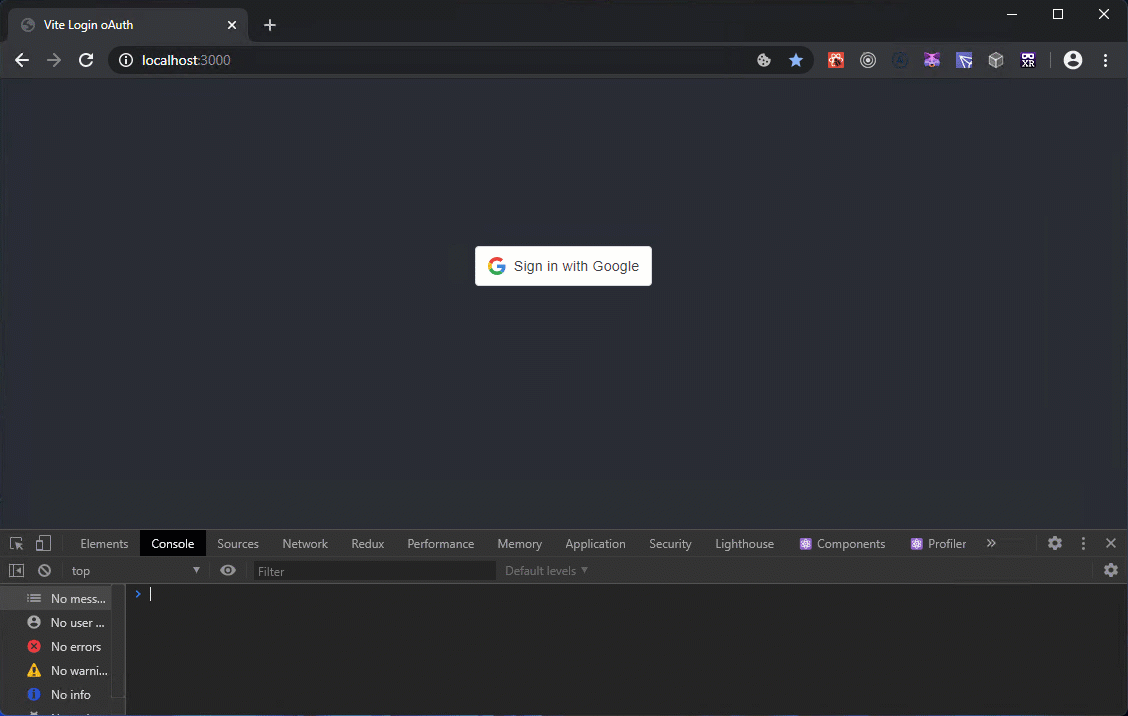 Vite Login oAuth
localhost:3000
XR
Sign in with Google
Elements Console Sources Network Redux Performance Memory Application Security Lighthouse Components Profiler
top Filter Default levels
No mess...
No user ...
No errors
No warni...
No info